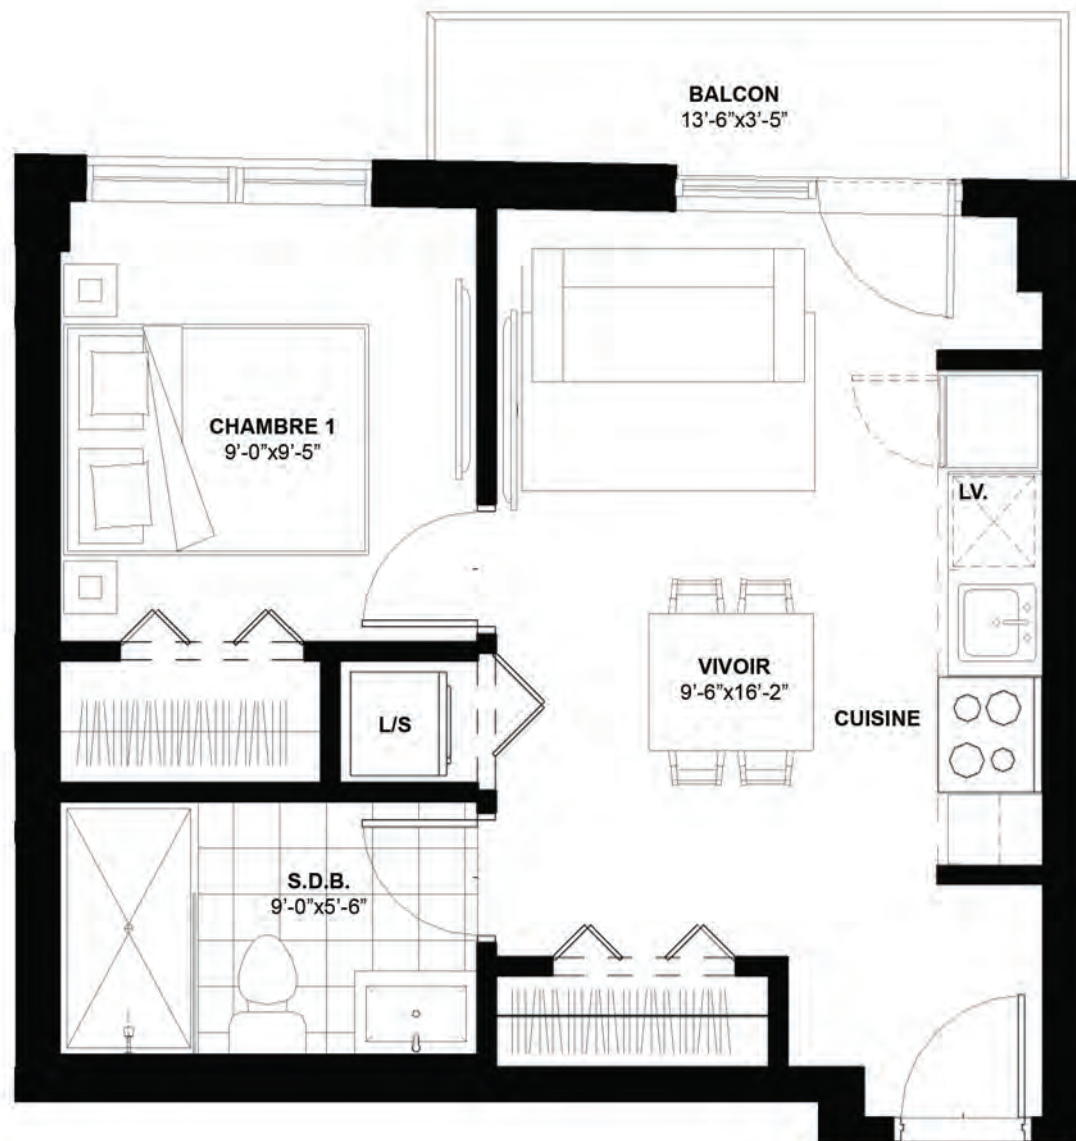 BALCON
13'-6”x3'-5”
CHAMBRE 1
9'-0”x9'-5”
LV.
VIVOIR
9'-6”x16'-2”
CUISINE
L/S
S.D.B.
9'-0”x5'-6”